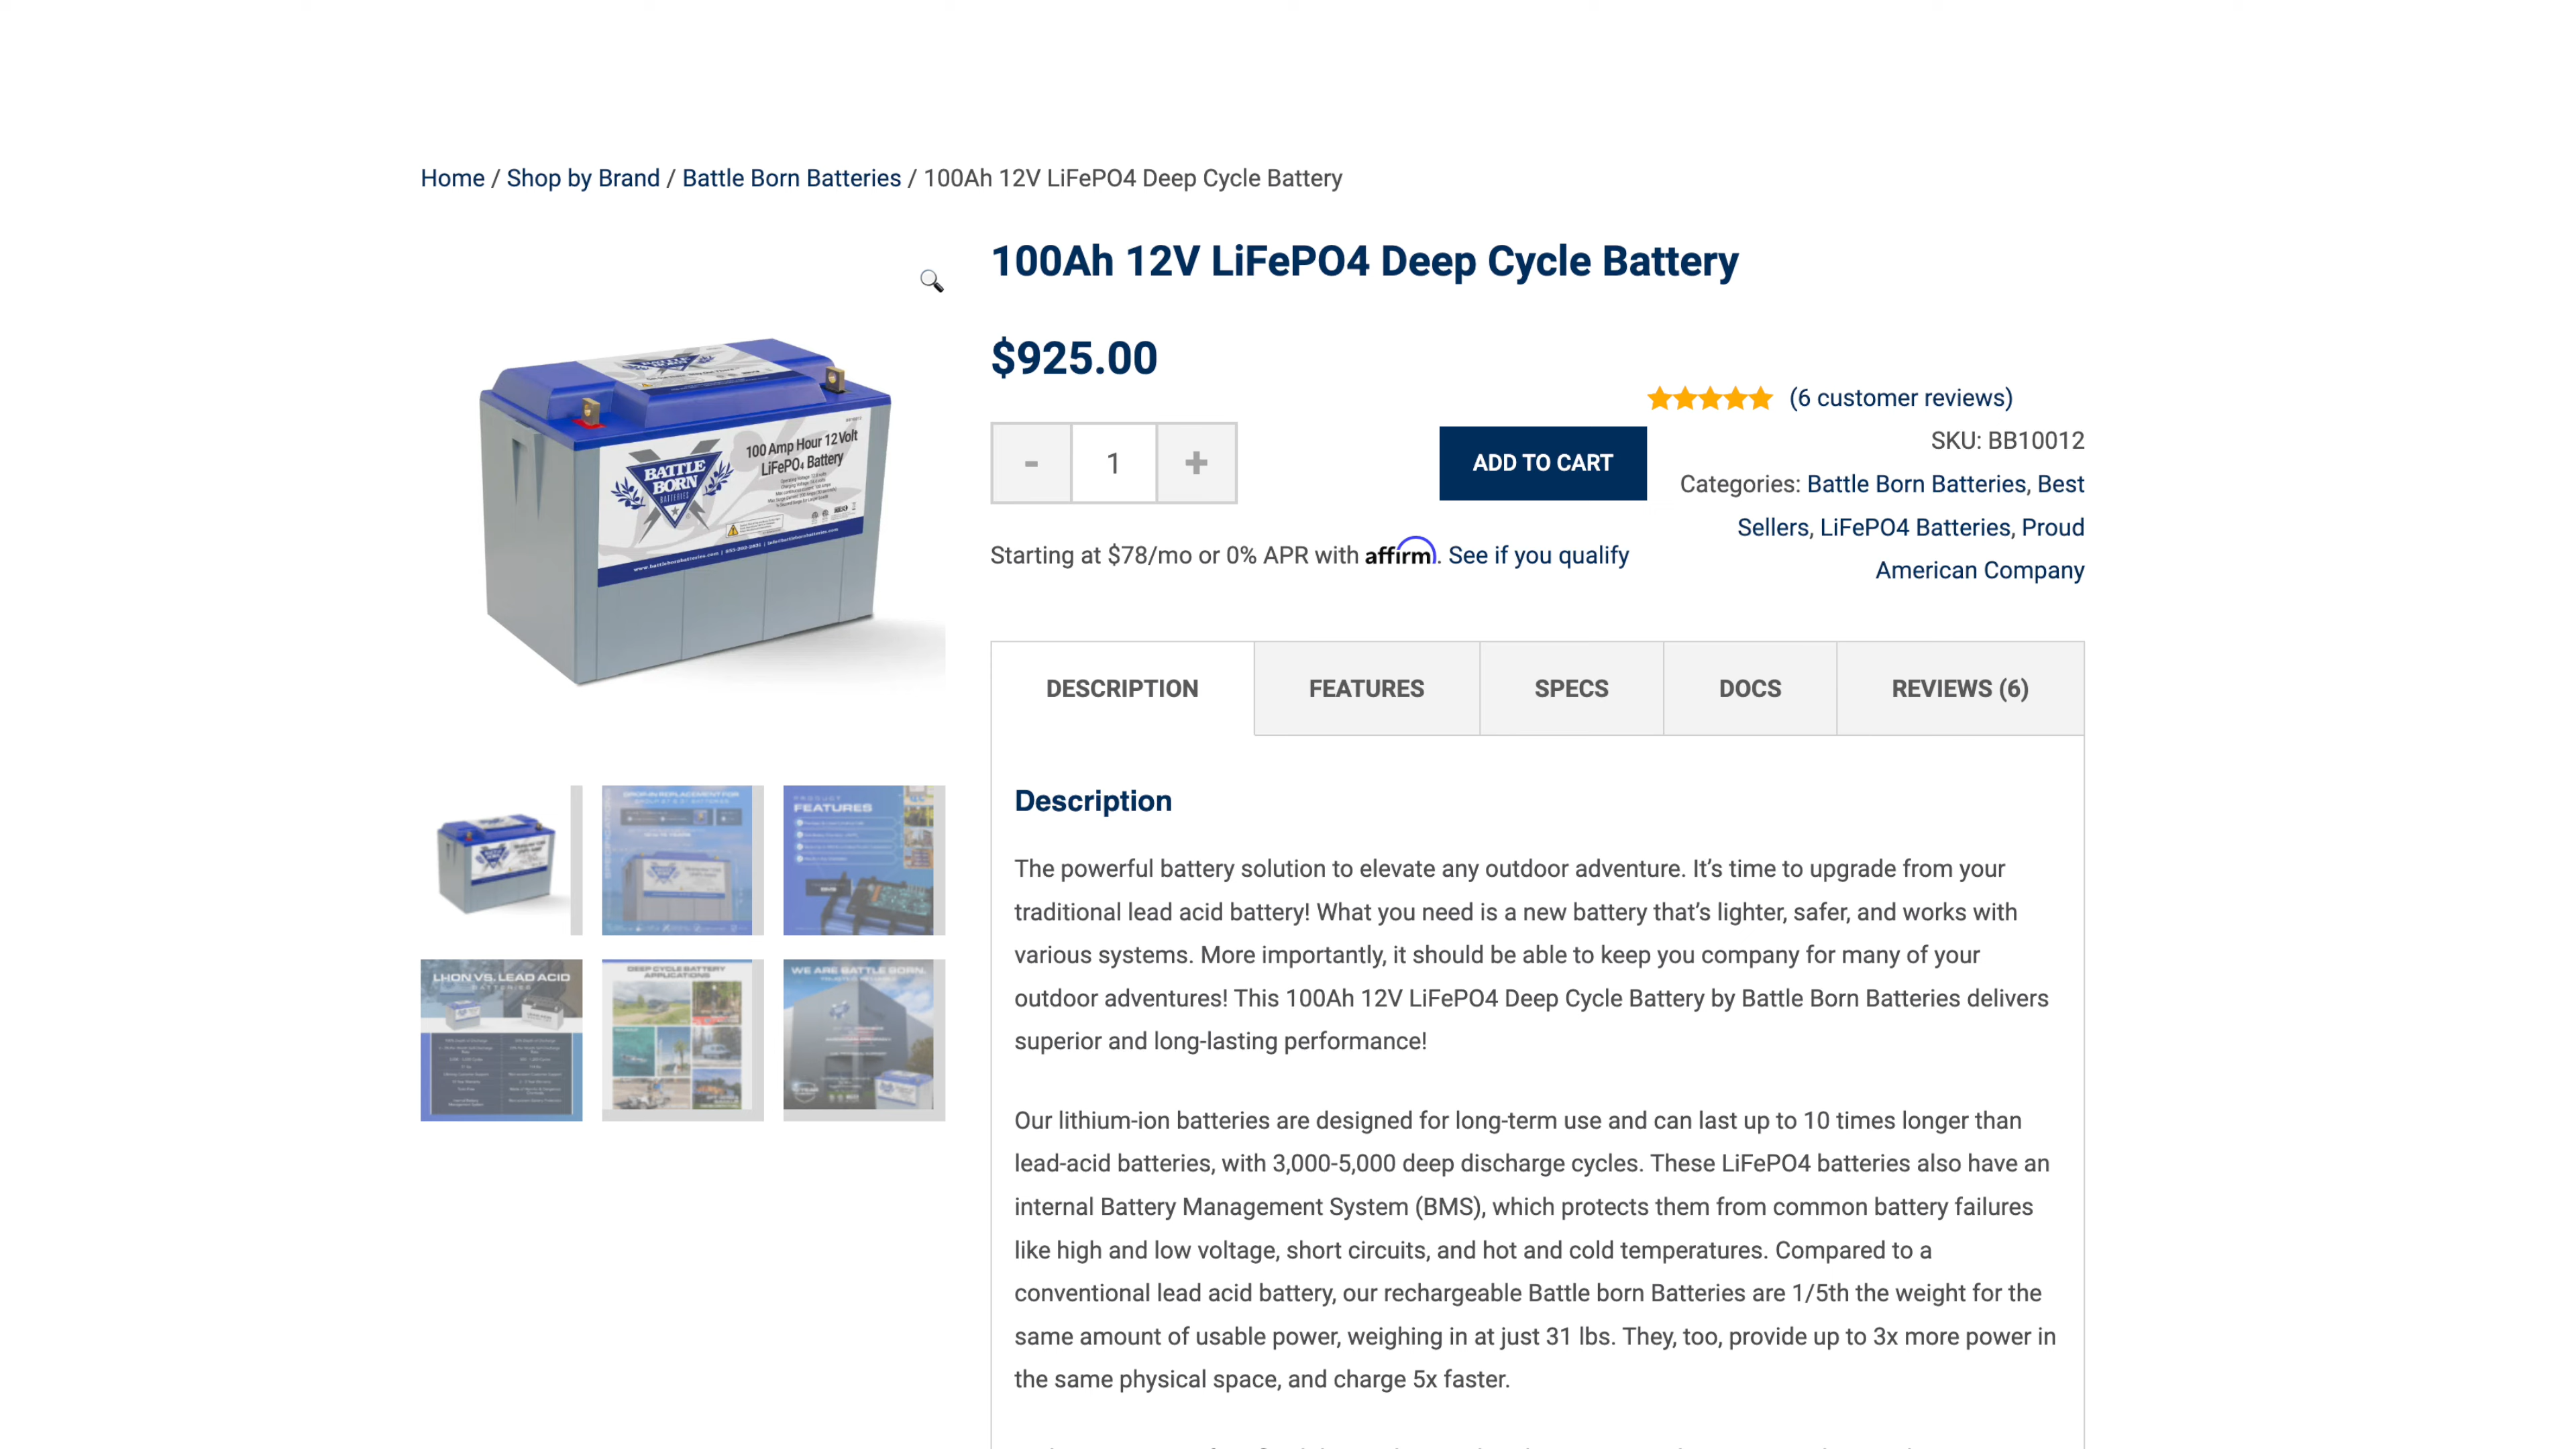 Home / Shop by Brand / Battle Born Batteries / 100Ah 12V LiFePO4 Deep Cycle Battery
100Ah 12V LiFePO4 Deep Cycle Battery
$925.00
(6 customer reviews)
SKU: BB10012
- 1 +
ADD TO CART
Categories: Battle Born Batteries, Best
Sellers, LiFePO4 Batteries, Proud
American Company
Starting at $78/mo or 0% APR with affirm. See if you qualify
BATTLE
BORN
BATTERIES
100 Amp Hour 12 Volt
LiFePO4 Battery
DESCRIPTION
FEATURES
SPECS
DOCS
REVIEWS (6)
PRODUCT
FEATURES
LI-ION VS. LEAD ACID
BATTERIES
DEEP CYCLE BATTERY
APPLICATIONS
WE ARE BATTLE BORN.
Description
The powerful battery solution to elevate any outdoor adventure. It’s time to upgrade from your
traditional lead acid battery! What you need is a new battery that’s lighter, safer, and works with
various systems. More importantly, it should be able to keep you company for many of your
outdoor adventures! This 100Ah 12V LiFePO4 Deep Cycle Battery by Battle Born Batteries delivers
superior and long-lasting performance!
Our lithium-ion batteries are designed for long-term use and can last up to 10 times longer than
lead-acid batteries, with 3,000-5,000 deep discharge cycles. These LiFePO4 batteries also have an
internal Battery Management System (BMS), which protects them from common battery failures
like high and low voltage, short circuits, and hot and cold temperatures. Compared to a
conventional lead acid battery, our rechargeable Battle born Batteries are 1/5th the weight for the
same amount of usable power, weighing in at just 31 lbs. They, too, provide up to 3x more power in
the same physical space, and charge 5x faster.